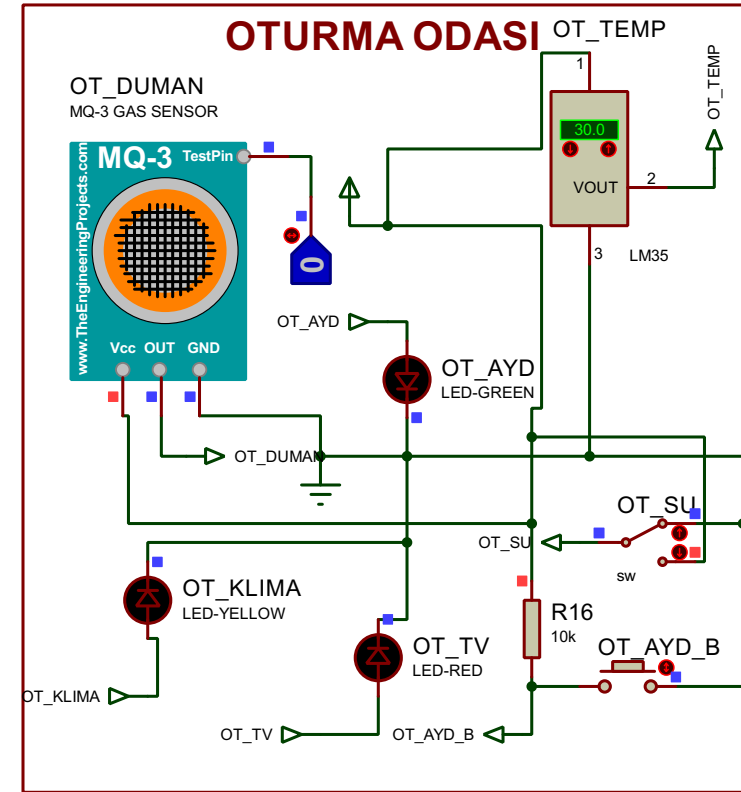 OTURMA ODASI
OT_TEMP
OT_DUMAN
MQ-3 GAS SENSOR
MQ-3
TestPin
www.TheEngineeringProjects.com
Vcc OUT GND
0
1
30.0
VOUT
2
3
LM35
OT_TEMP
OT_AYD
OT_AYD
LED-GREEN
OT_DUMAN
OT_SU
OT_SU
sw
OT_KLIMA
LED-YELLOW
R16
10k
OT_TV
LED-RED
OT_AYD_B
OT_KLIMA
OT_TV
OT_AYD_B